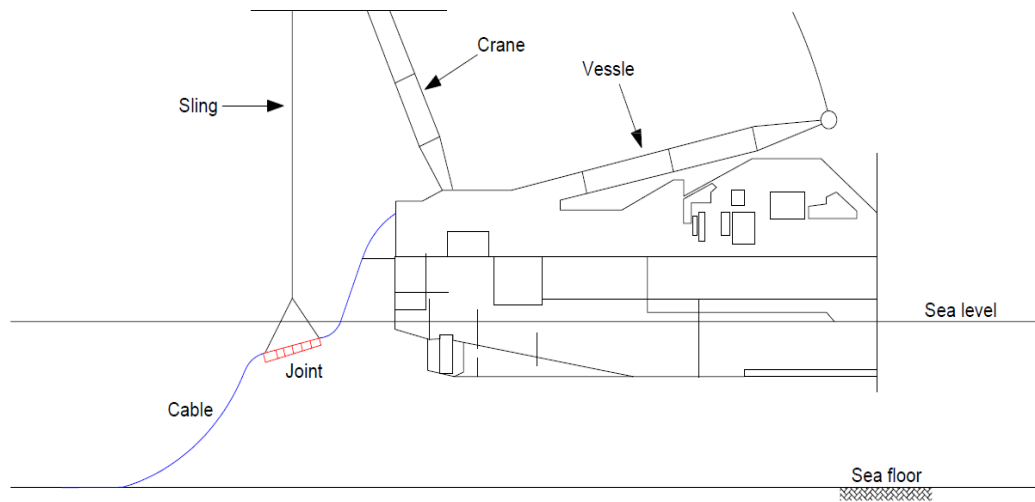 Crane
Vessle
Sling
Sea level
Joint
Cable
Sea floor